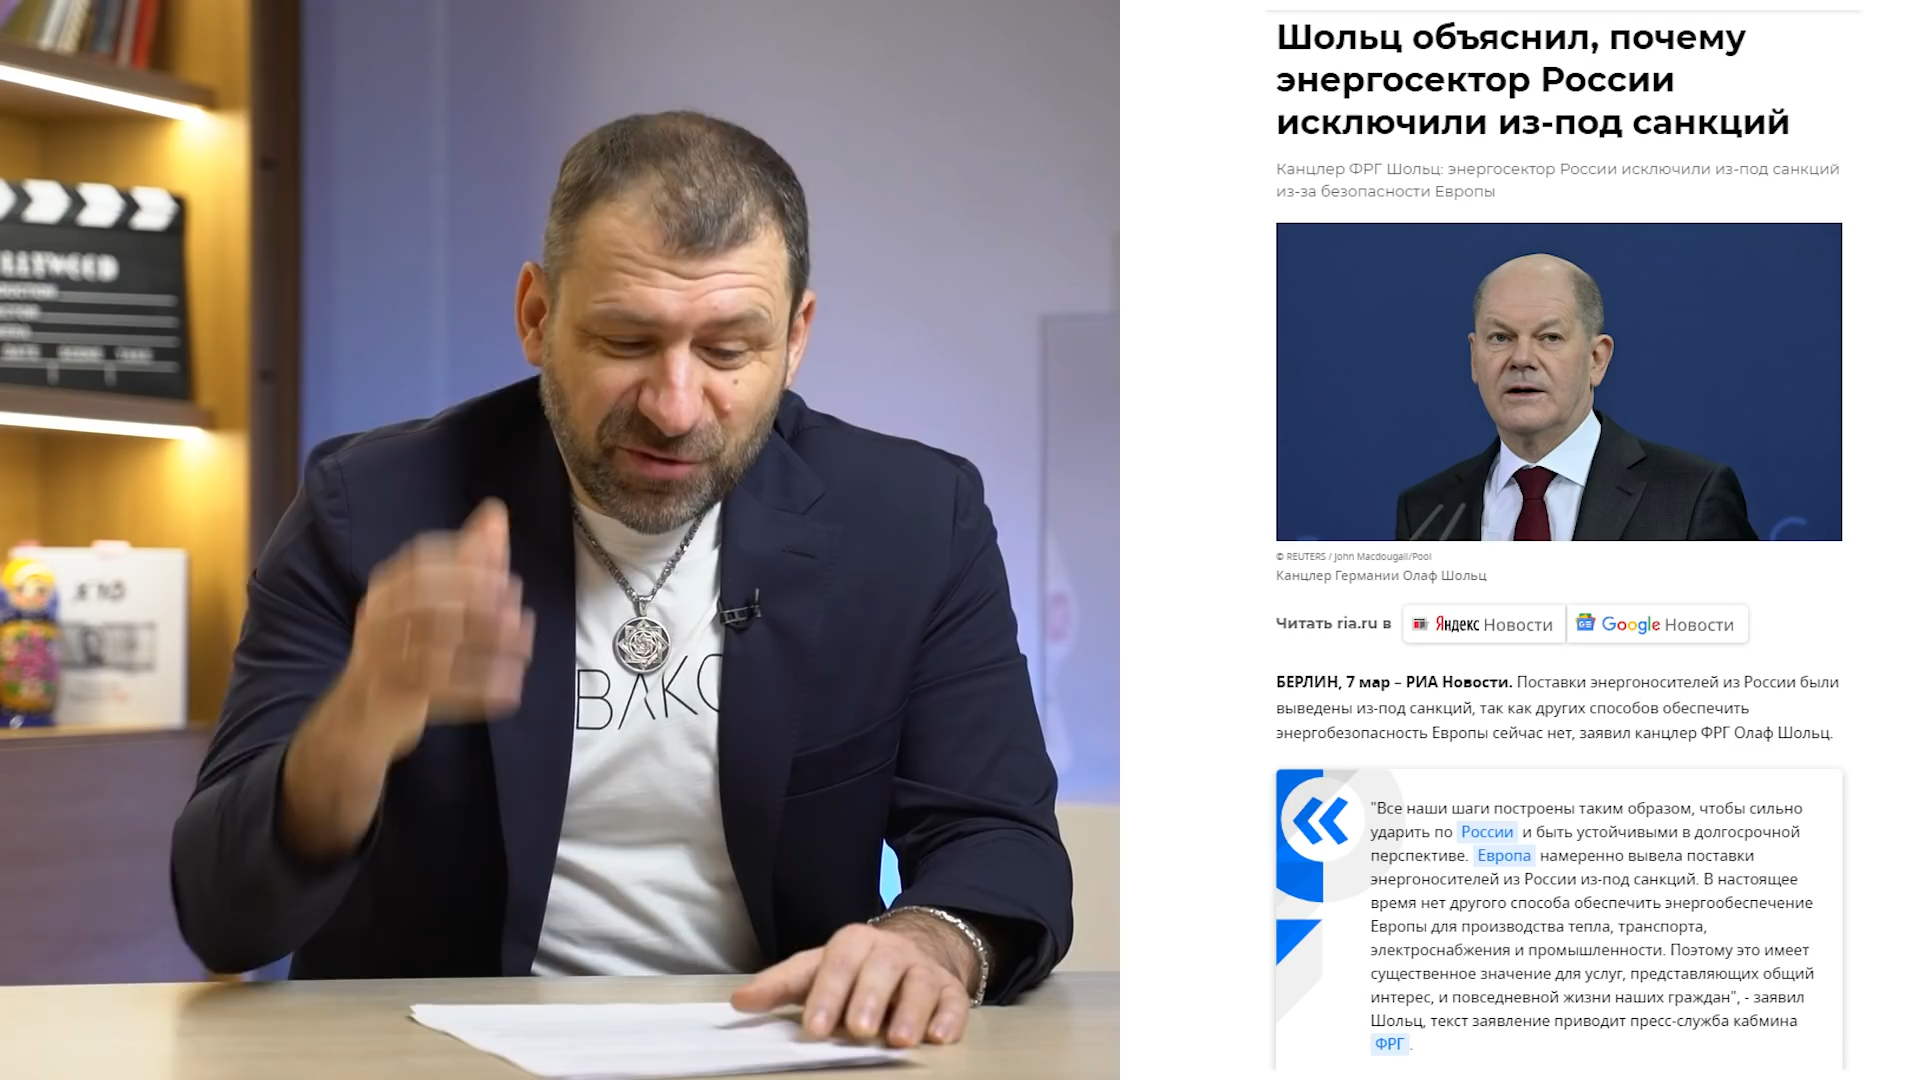 Шольц объяснил, почему
энергосектор России
исключили из-под санкций
Канцлер ФРГ Шольц: энергосектор России исключили из-под санкций
из-за безопасности Европы
© REUTERS / John Macdougall/Pool
Канцлер Германии Олаф Шольц
Читать ria.ru в Яндекс Новости Google Новости
БЕРЛИН, 7 мар – РИА Новости. Поставки энергоносителей из России были
выведены из-под санкций, так как других способов обеспечить
энергобезопасность Европы сейчас нет, заявил канцлер ФРГ Олаф Шольц.
"Все наши шаги построены таким образом, чтобы сильно
ударить по России и быть устойчивыми в долгосрочной
перспективе. Европа намеренно вывела поставки
энергоносителей из России из-под санкций. В настоящее
время нет другого способа обеспечить энергообеспечение
Европы для производства тепла, транспорта,
электроснабжения и промышленности. Поэтому это имеет
существенное значение для услуг, представляющих общий
интерес, и повседневной жизни наших граждан", - заявил
Шольц, текст заявление приводит пресс-служба кабмина
ФРГ.